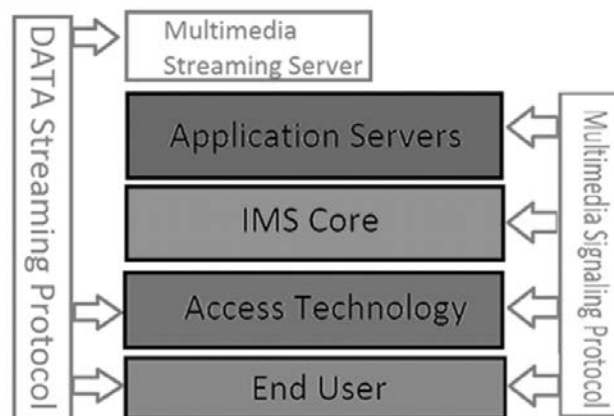 DATA Streaming Protocol
Multimedia
Streaming Server
Application Servers
IMS Core
Access Technology
End User
Multimedia Signaling Protocol